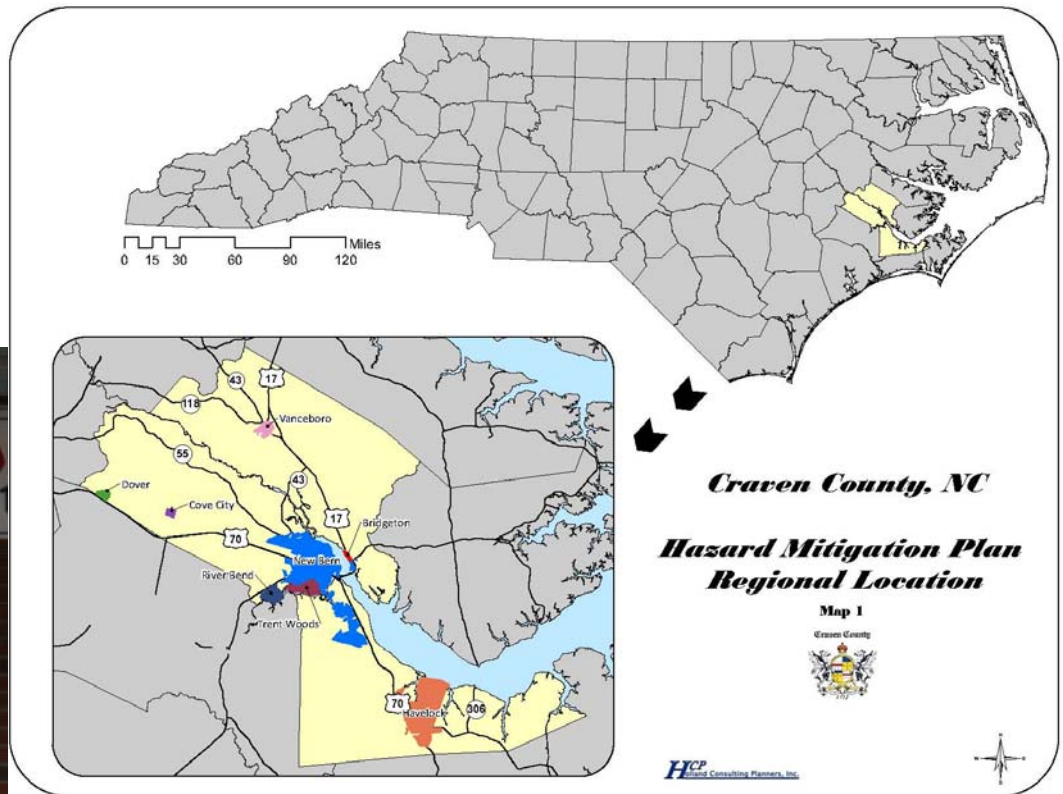 Miles
0 15 30 60 90 120
43
17
118
Vanceboro
55
Dover
43
Cove City
17
Bridgeton
70
New Bern
River Bend
Trent Woods
70
Havelock
306
Craven County, NC
Hazard Mitigation Plan
Regional Location
Map 1
Craven County
HCP
Holland Consulting Planners, Inc.
N
S